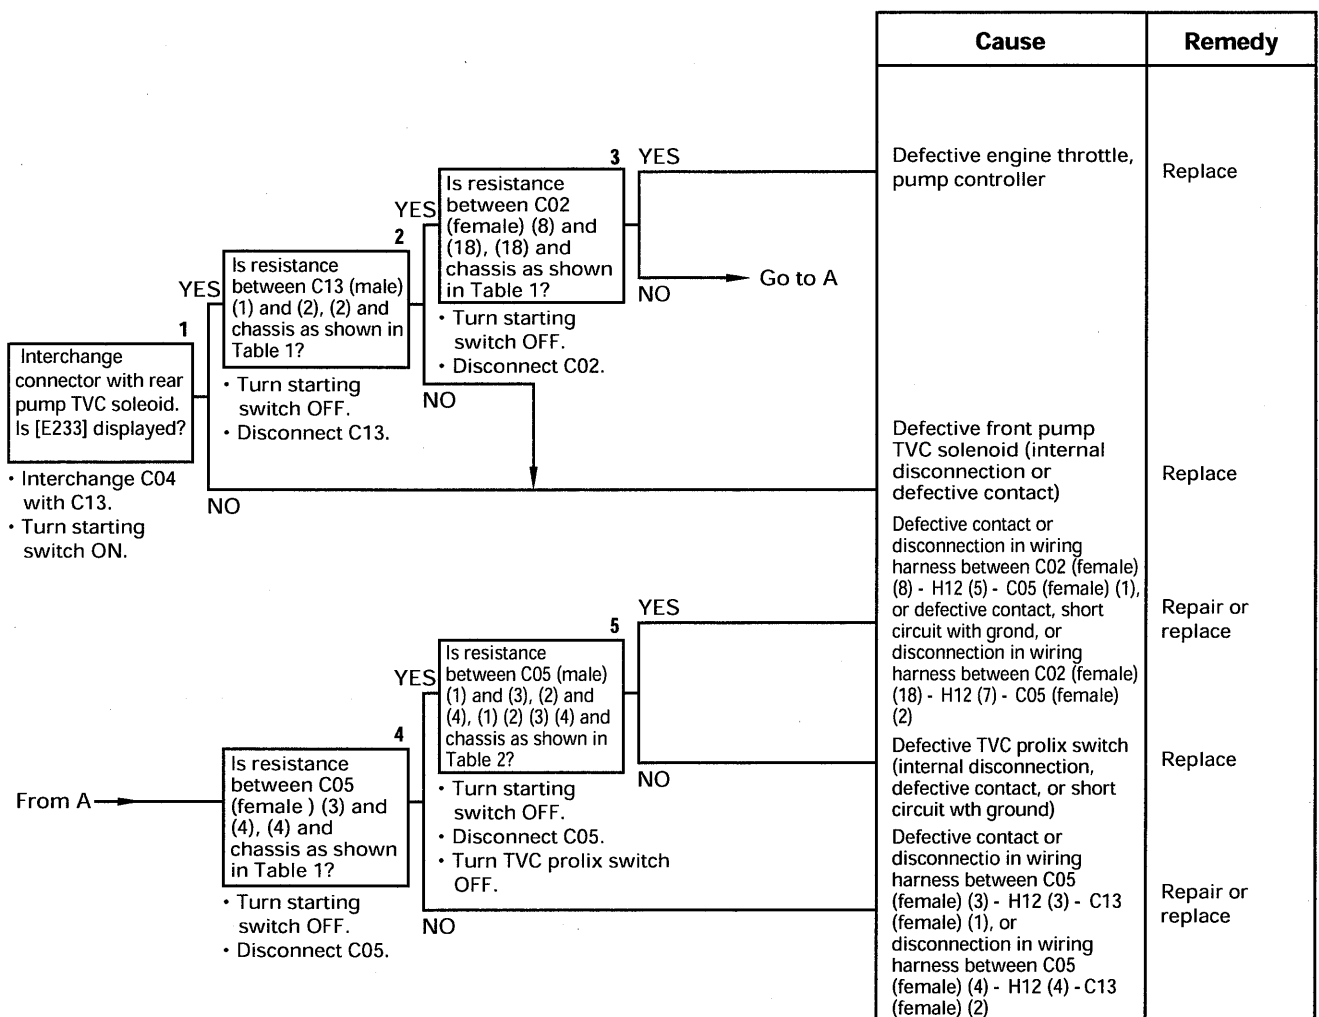 Cause
Remedy
3
YES
Is resistance
between C02
(female) (8) and
(18), (18) and
chassis as shown
in Table 1?
Defective engine throttle,
pump controller
Replace
YES
2
Is resistance
between C13 (male)
(1) and (2), (2) and
chassis as shown in
Table 1?
NO
Go to A
• Turn starting
switch OFF.
• Disconnect C02.
YES
1
Interchange
connector with rear
pump TVC soleoid.
Is [E233] displayed?
• Turn starting
switch OFF.
• Disconnect C13.
NO
• Interchange C04
with C13.
• Turn starting
switch ON.
NO
Defective front pump
TVC solenoid (internal
disconnection or
defective contact)
Replace
Defective contact or
disconnection in wiring
harness between C02 (female)
(8) - H12 (5) - C05 (female) (1),
or defective contact, short
circuit with grond, or
disconnection in wiring
harness between C02 (female)
(18) - H12 (7) - C05 (female)
(2)
Repair or
replace
YES
5
Is resistance
between C05 (male)
(1) and (3), (2) and
(4), (1) (2) (3) (4) and
chassis as shown in
Table 2?
YES
4
Is resistance
between C05
(female ) (3) and
(4), (4) and
chassis as shown
in Table 1?
From A
NO
• Turn starting
switch OFF.
• Disconnect C05.
• Turn TVC prolix switch
OFF.
Defective TVC prolix switch
(internal disconnection,
defective contact, or short
circuit wth ground)
Replace
• Turn starting
switch OFF.
• Disconnect C05.
NO
Defective contact or
disconnectio in wiring
harness between C05
(female) (3) - H12 (3) - C13
(female) (1), or
disconnection in wiring
harness between C05
(female) (4) - H12 (4) - C13
(female) (2)
Repair or
replace